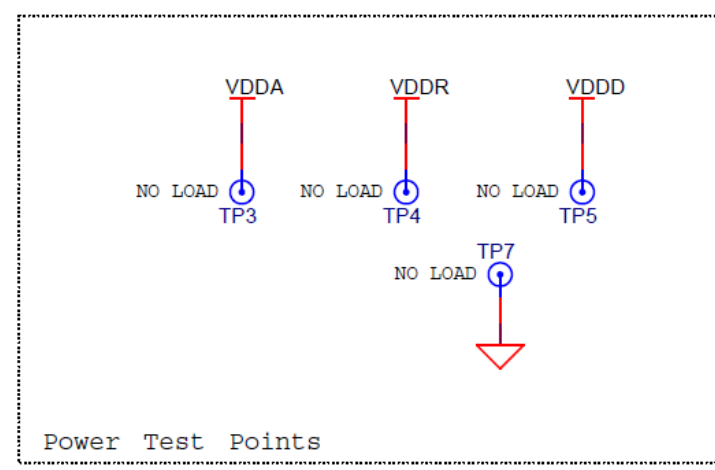 VDDA VDDR VDDD
NO LOAD NO LOAD NO LOAD
TP3 TP4 TP5
TP7
NO LOAD
Power Test Points